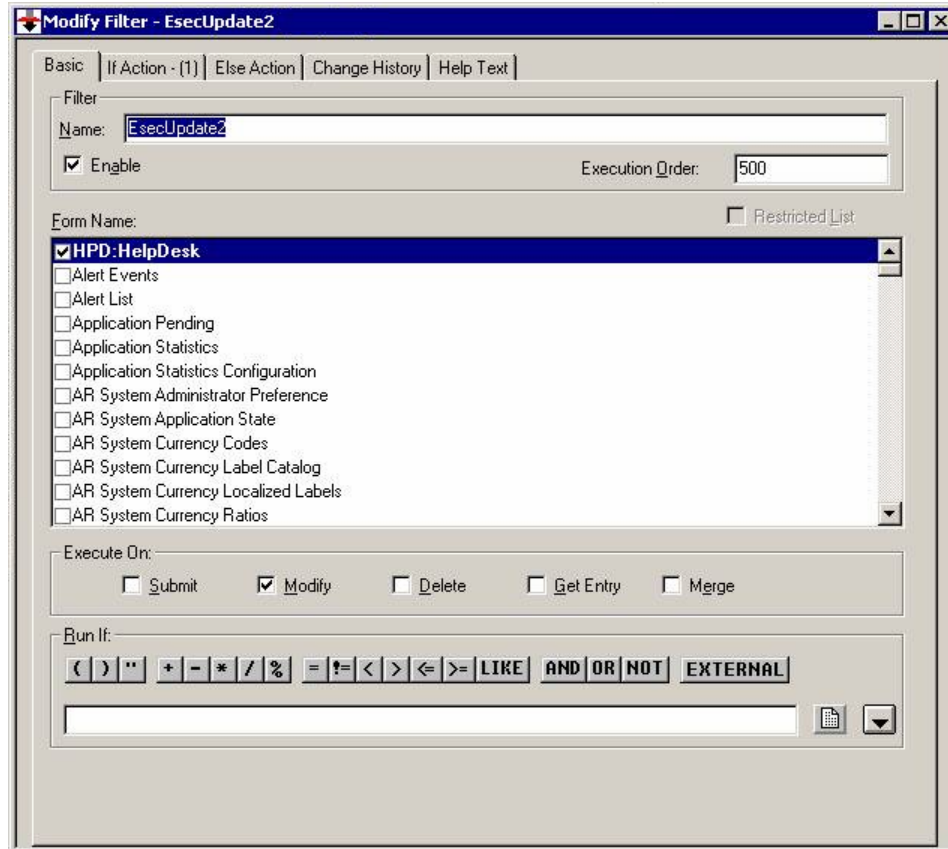 Modify Filter - EsecUpdate2
Basic If Action - (1) Else Action Change History Help Text
Filter
Name: EsecUpdate2
Enable Execution Order: 500
Form Name: Restricted List
HPD:HelpDesk
Alert Events
Alert List
Application Pending
Application Statistics
Application Statistics Configuration
AR System Administrator Preference
AR System Application State
AR System Currency Codes
AR System Currency Label Catalog
AR System Currency Localized Labels
AR System Currency Ratios
Execute On:
Submit Modify Delete Get Entry Merge
Run If:
( ) " + - * / % = != < > <= >= LIKE AND OR NOT EXTERNAL